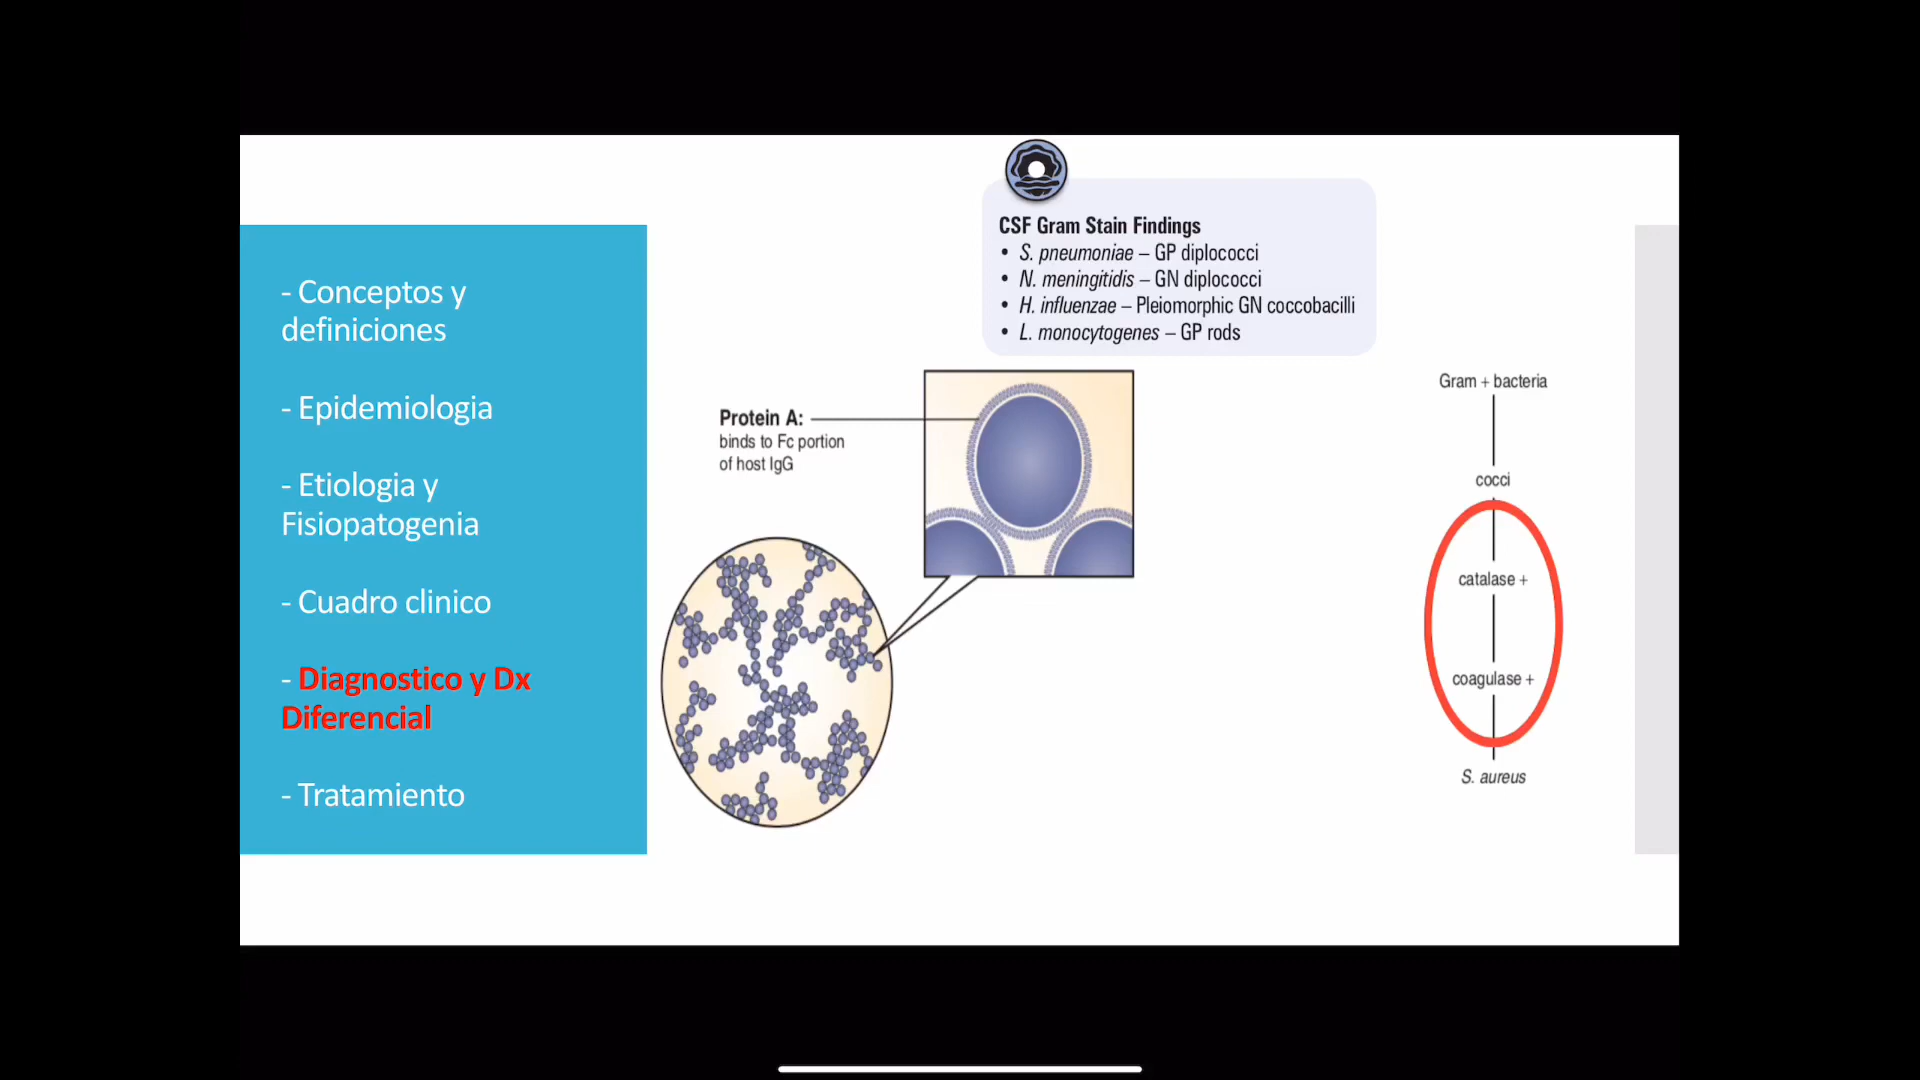 - Conceptos y
definiciones
- Epidemiologia
- Etiologia y
Fisiopatogenia
- Cuadro clinico
- Diagnostico y Dx
Diferencial
- Tratamiento
CSF Gram Stain Findings
• S. pneumoniae – GP diplococci
• N. meningitidis – GN diplococci
• H. influenzae – Pleiomorphic GN coccobacilli
• L. monocytogenes – GP rods
Protein A:
binds to Fc portion
of host IgG
Gram + bacteria
cocci
catalase +
coagulase +
S. aureus